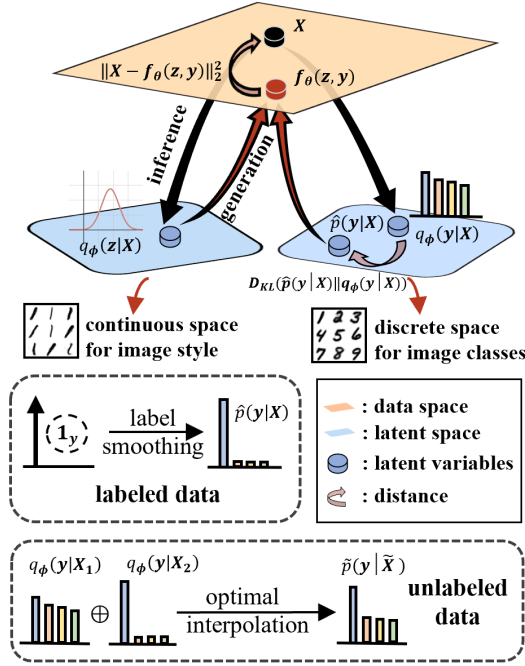 X
‖X − f_θ(z, y)‖₂²
f_θ(z, y)
inference
generation
q_ϕ(z|X)
p̂(y|X)
q_ϕ(y|X)
D_KL(p̂(y|X)‖q_ϕ(y|X))
continuous space
for image style
1 2 3
4 5 6
7 8 9
discrete space
for image classes
1_y
label
smoothing
p̂(y|X)
labeled data
: data space
: latent space
: latent variables
: distance
q_ϕ(y|X₁)
q_ϕ(y|X₂)
⊕
optimal
interpolation
p̃(y|X̃)
unlabeled
data